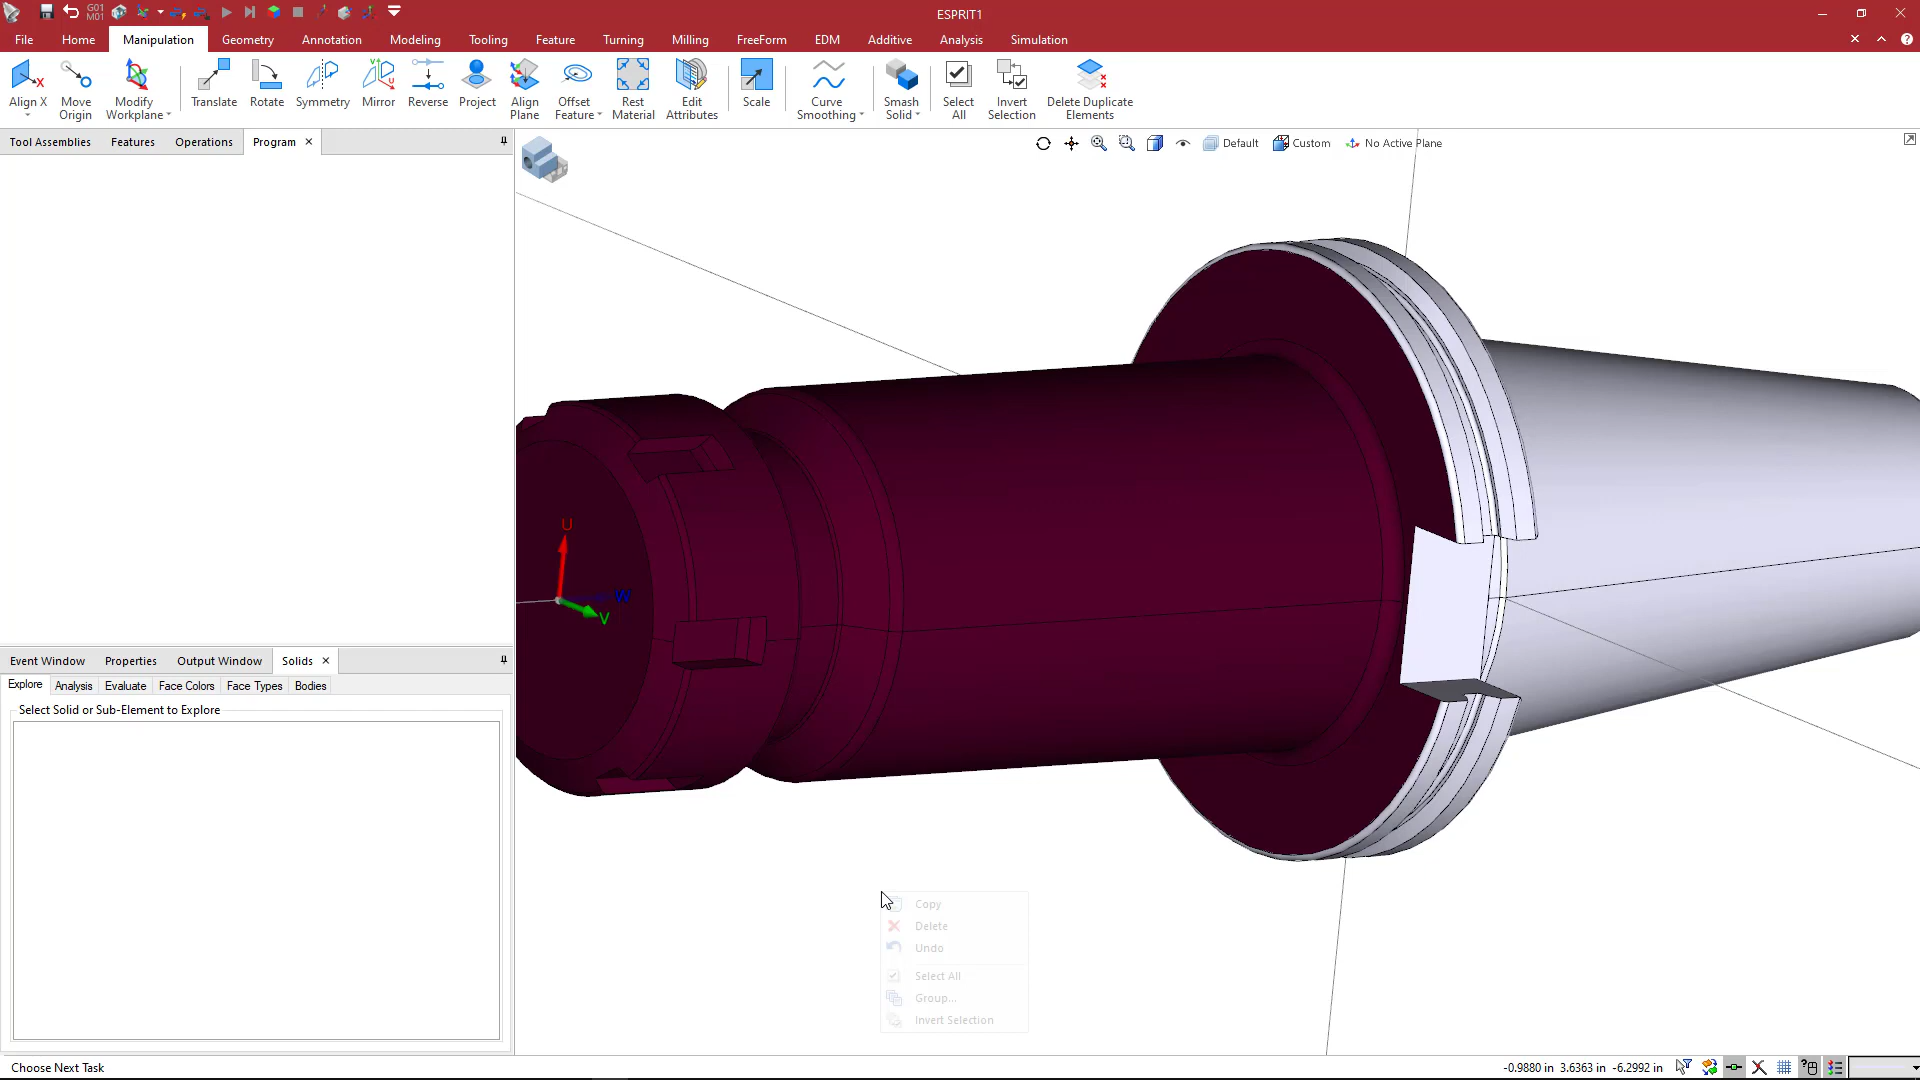 G01
M01
ESPRIT1
File Home Manipulation Geometry Annotation Modeling Tooling Feature Turning Milling FreeForm EDM Additive Analysis Simulation
Align X
Move Origin
Modify Workplane
Translate
Rotate
Symmetry
Mirror
Reverse
Project
Align Plane
Offset Feature
Rest Material
Edit Attributes
Scale
Curve Smoothing
Smash Solid
Select All
Invert Selection
Delete Duplicate Elements
Tool Assemblies Features Operations Program
Default Custom No Active Plane
U
W
V
Event Window Properties Output Window Solids
Explore Analysis Evaluate Face Colors Face Types Bodies
Select Solid or Sub-Element to Explore
Copy
Delete
Undo
Select All
Group...
Invert Selection
Choose Next Task
-0.9880 in 3.6363 in -6.2992 in